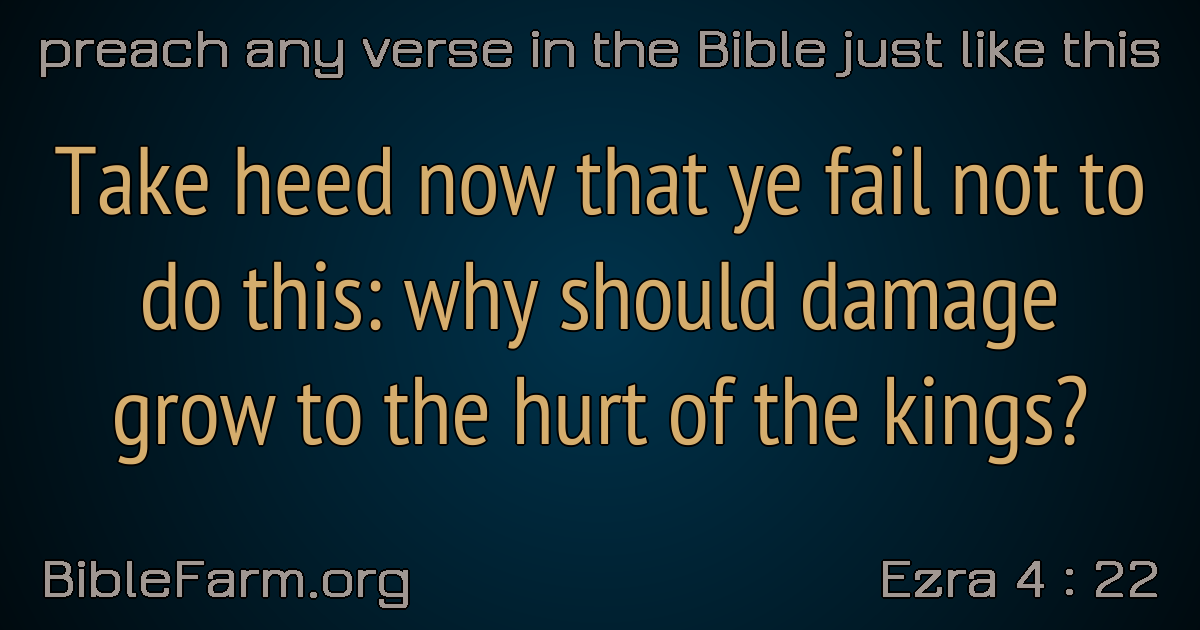 preach any verse in the Bible just like this
Take heed now that ye fail not to
do this: why should damage
grow to the hurt of the kings?
BibleFarm.org
Ezra 4 : 22